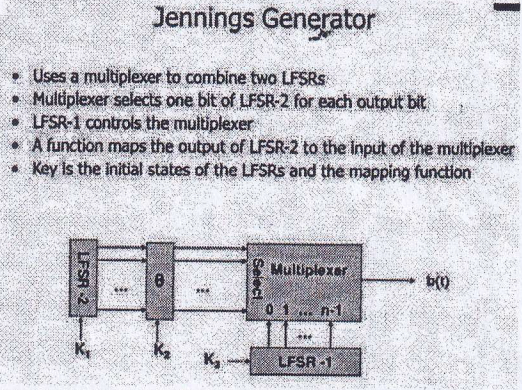 Jennings Generator
• Uses a multiplexer to combine two LFSRs
• Multiplexer selects one bit of LFSR-2 for each output bit
• LFSR-1 controls the multiplexer
• A function maps the output of LFSR-2 to the input of the multiplexer
• Key is the initial states of the LFSRs and the mapping function
LFSR -2
...
θ
...
Select
Multiplexer
0 1 ... n-1
b(t)
...
K₁
K₂
K₃
LFSR -1